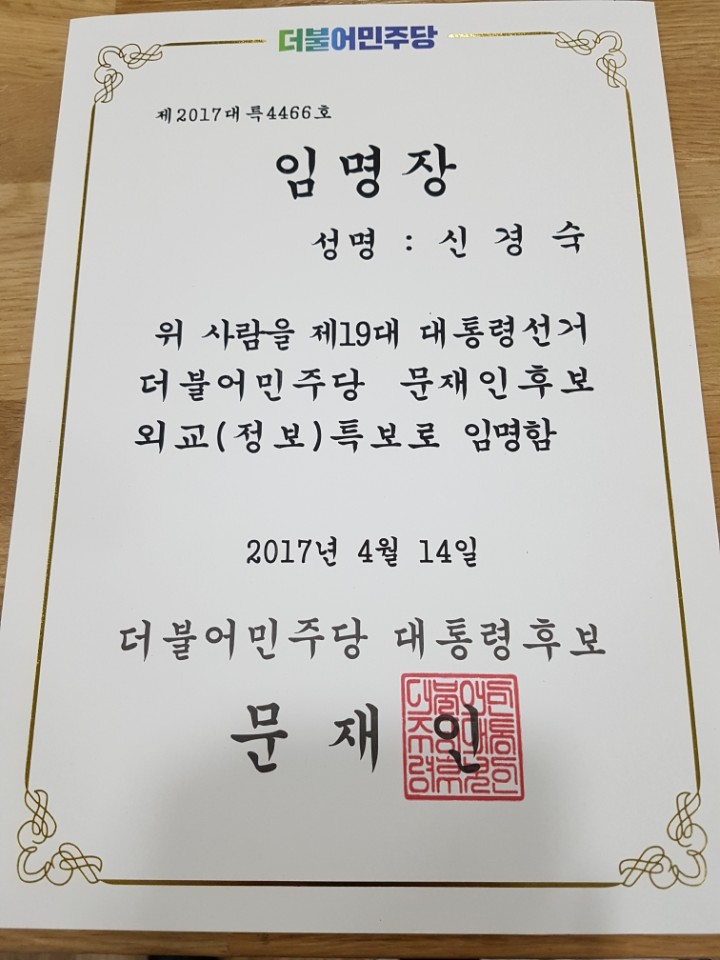 더불어민주당
제2017대특4466호
임명장
성명 : 신경숙
위 사람을 제19대 대통령선거
더불어민주당 문재인후보
외교(정보)특보로 임명함
2017년 4월 14일
더불어민주당 대통령후보
문재인